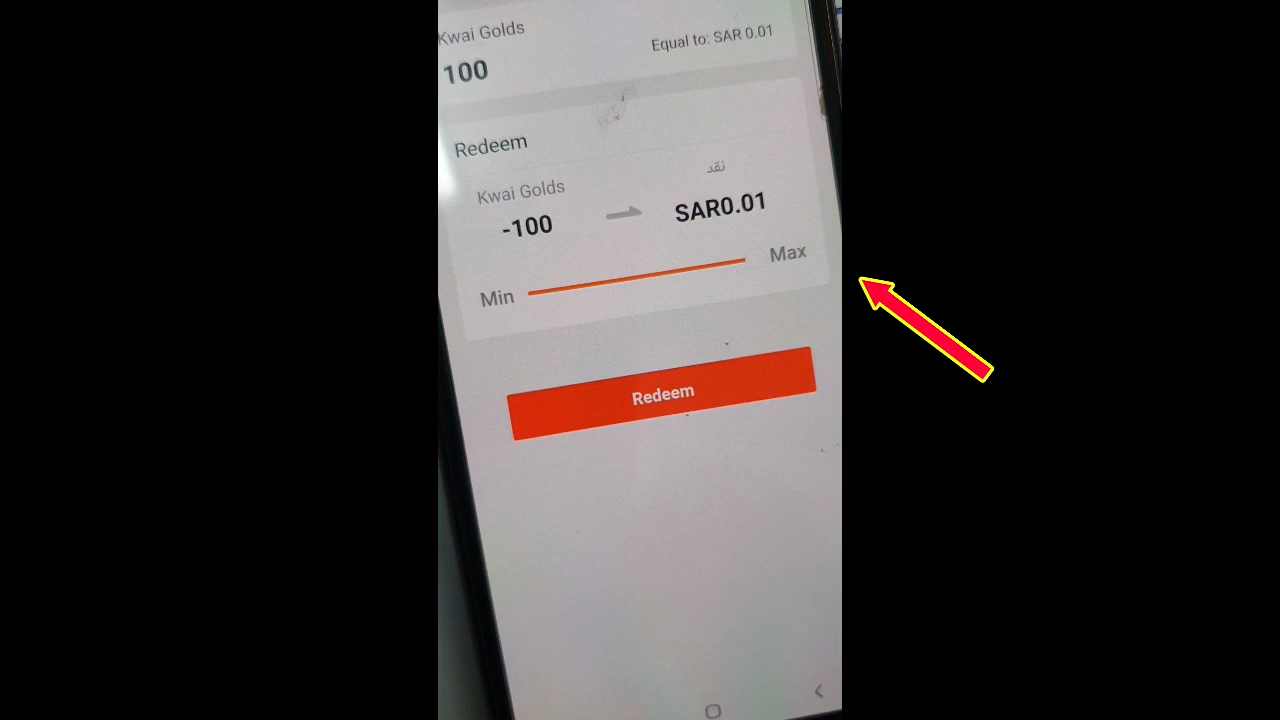 Kwai Golds
Equal to: SAR 0.01
100
Redeem
Kwai Golds
نقد
-100
SAR0.01
Min
Max
Redeem